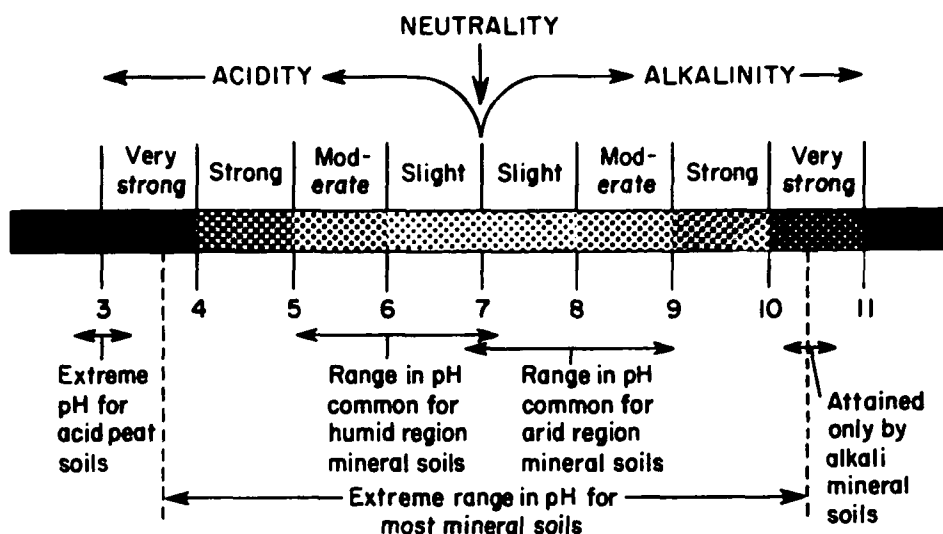 NEUTRALITY
ACIDITY
ALKALINITY
Very
strong
Strong
Mod-
erate
Slight
Slight
Mod-
erate
Strong
Very
strong
3 4 5 6 7 8 9 10 11
Extreme
pH for
acid peat
soils
Range in pH
common for
humid region
mineral soils
Range in pH
common for
arid region
mineral soils
Attained
only by
alkali
mineral
soils
Extreme range in pH for
most mineral soils